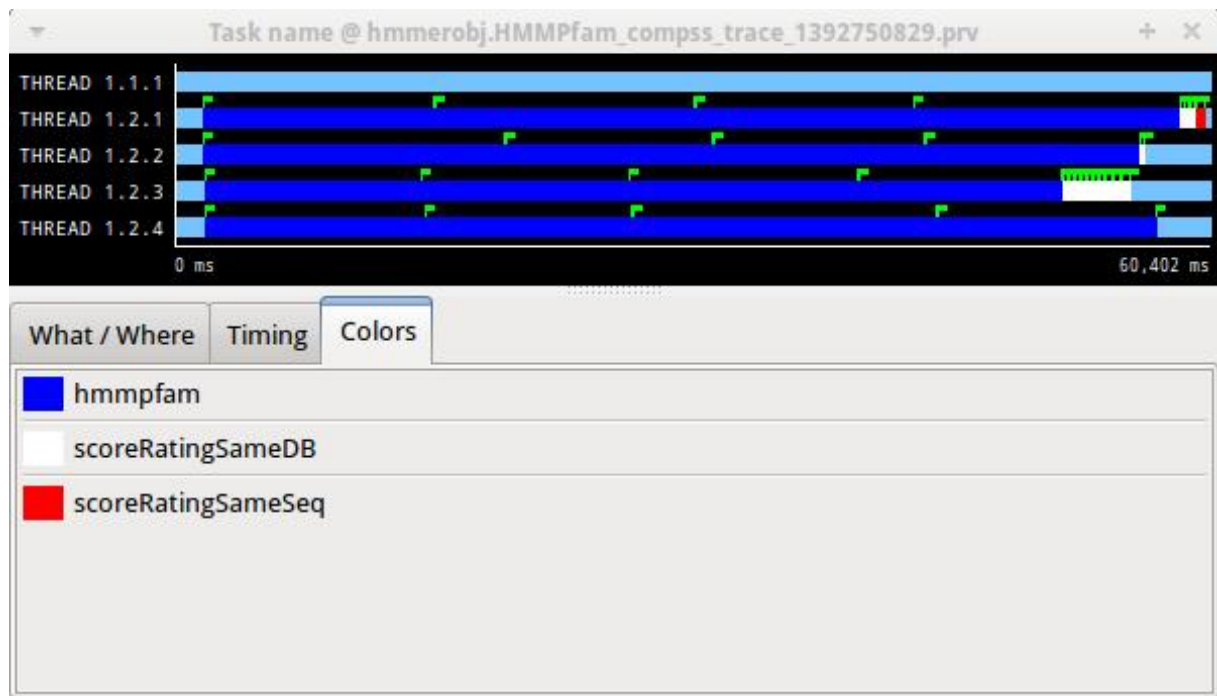 Task name @ hmmerobj.HMMPfam_compss_trace_1392750829.prv
THREAD 1.1.1
THREAD 1.2.1
THREAD 1.2.2
THREAD 1.2.3
THREAD 1.2.4
0 ms 60,402 ms
What / Where Timing Colors
hmmpfam
scoreRatingSameDB
scoreRatingSameSeq